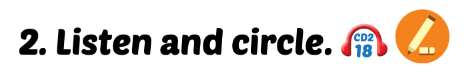 2. Listen and circle. CD2
18